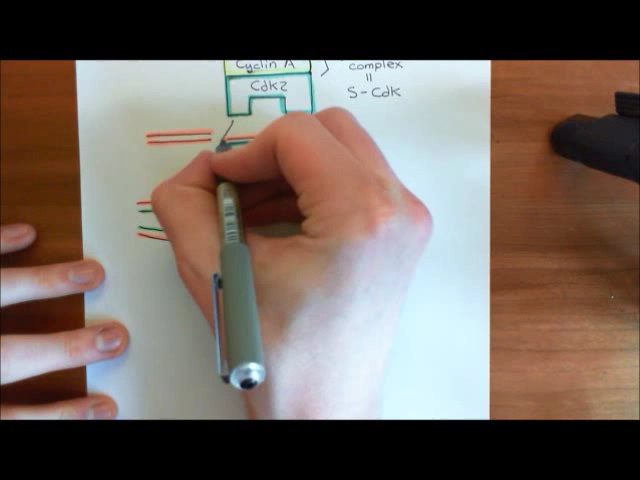 Cyclin A
complex
Cdk2
=
S-Cdk